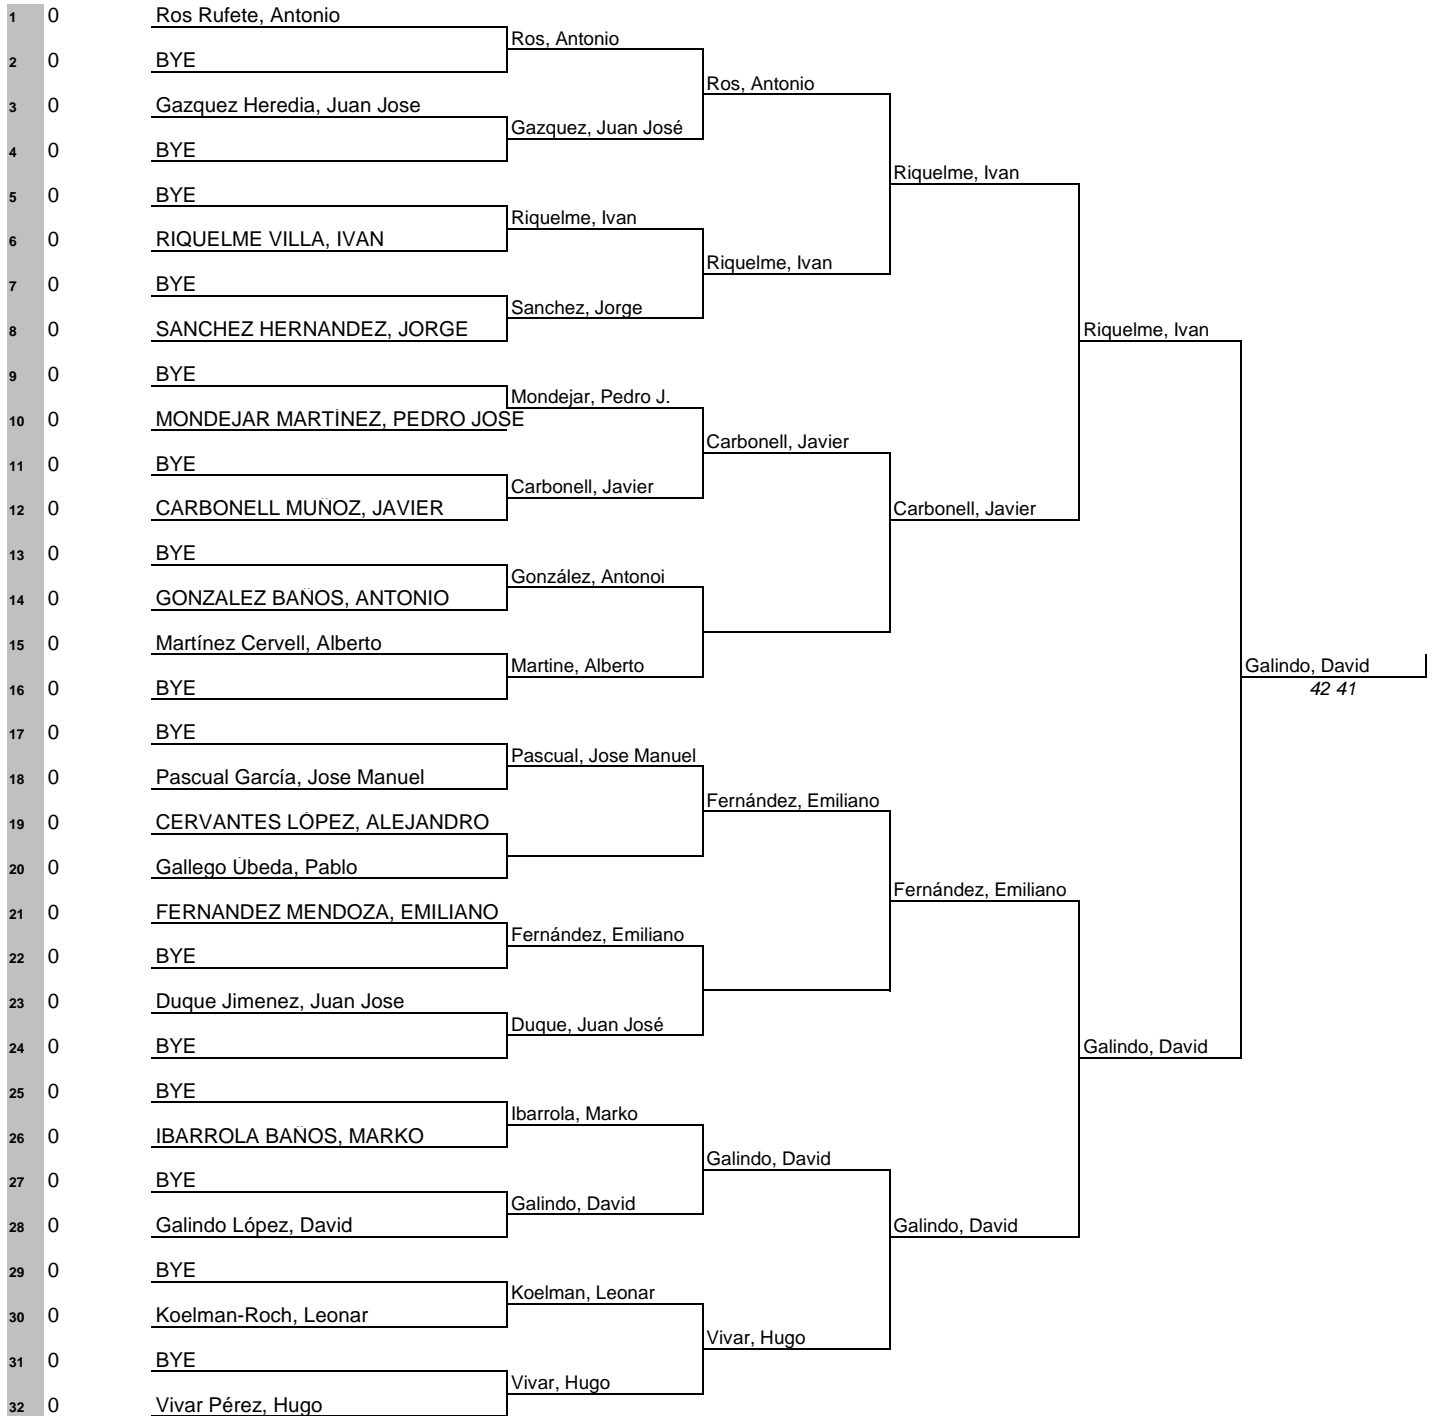 1 0 Ros Rufete, Antonio
Ros, Antonio
2 0 BYE
Ros, Antonio
3 0 Gazquez Heredia, Juan Jose
Gazquez, Juan José
4 0 BYE
Riquelme, Ivan
5 0 BYE
Riquelme, Ivan
6 0 RIQUELME VILLA, IVAN
Riquelme, Ivan
7 0 BYE
Sanchez, Jorge
8 0 SANCHEZ HERNANDEZ, JORGE
Riquelme, Ivan
9 0 BYE
Mondejar, Pedro J.
10 0 MONDEJAR MARTÍNEZ, PEDRO JOSE
Carbonell, Javier
11 0 BYE
Carbonell, Javier
12 0 CARBONELL MUÑOZ, JAVIER
Carbonell, Javier
13 0 BYE
González, Antonoi
14 0 GONZALEZ BAÑOS, ANTONIO
15 0 Martínez Cervell, Alberto
Martine, Alberto
Galindo, David
16 0 BYE
42 41
17 0 BYE
Pascual, Jose Manuel
18 0 Pascual García, Jose Manuel
Fernández, Emiliano
19 0 CERVANTES LÓPEZ, ALEJANDRO
20 0 Gallego Úbeda, Pablo
Fernández, Emiliano
21 0 FERNANDEZ MENDOZA, EMILIANO
Fernández, Emiliano
22 0 BYE
23 0 Duque Jimenez, Juan Jose
Duque, Juan José
24 0 BYE
Galindo, David
25 0 BYE
Ibarrola, Marko
26 0 IBARROLA BAÑOS, MARKO
Galindo, David
27 0 BYE
Galindo, David
28 0 Galindo López, David
Galindo, David
29 0 BYE
Koelman, Leonar
30 0 Koelman-Roch, Leonar
Vivar, Hugo
31 0 BYE
Vivar, Hugo
32 0 Vivar Pérez, Hugo